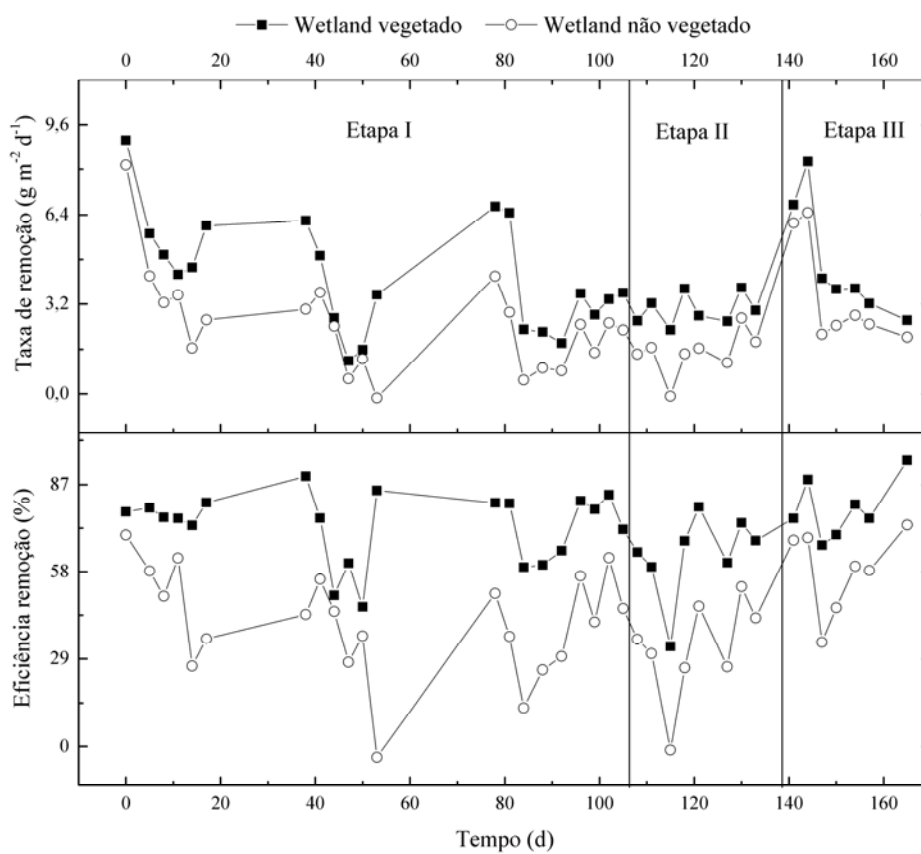 Wetland vegetado Wetland não vegetado
0 20 40 60 80 100 120 140 160
Etapa I Etapa II Etapa III
Taxa de remoção (g m⁻² d⁻¹)
9,6
6,4
3,2
0,0
Eficiência remoção (%)
87
58
29
0
0 20 40 60 80 100 120 140 160
Tempo (d)